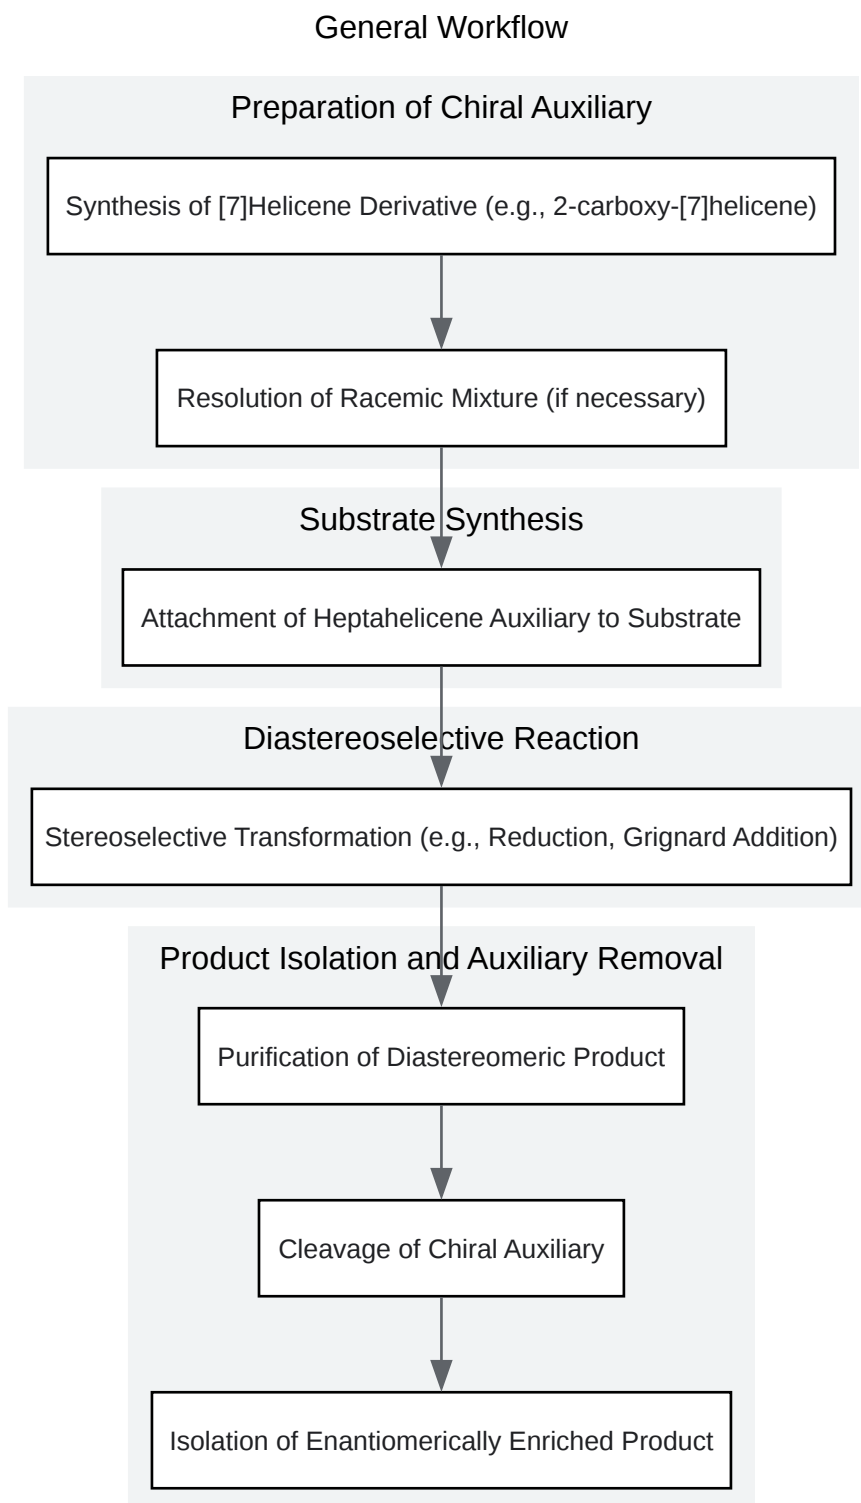 General Workflow
Preparation of Chiral Auxiliary
Synthesis of [7]Helicene Derivative (e.g., 2-carboxy-[7]helicene)
Resolution of Racemic Mixture (if necessary)
Substrate Synthesis
Attachment of Heptahelicene Auxiliary to Substrate
Diastereoselective Reaction
Stereoselective Transformation (e.g., Reduction, Grignard Addition)
Product Isolation and Auxiliary Removal
Purification of Diastereomeric Product
Cleavage of Chiral Auxiliary
Isolation of Enantiomerically Enriched Product